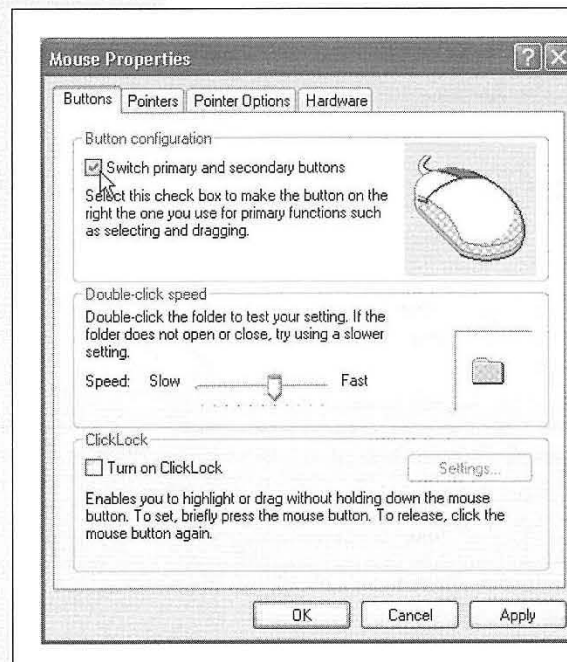 Mouse Properties
Buttons Pointers Pointer Options Hardware
Button configuration
Switch primary and secondary buttons
Select this check box to make the button on the
right the one you use for primary functions such
as selecting and dragging.
Double-click speed
Double-click the folder to test your setting. If the
folder does not open or close, try using a slower
setting.
Speed: Slow Fast
ClickLock
Turn on ClickLock
Settings...
Enables you to highlight or drag without holding down the mouse
button. To set, briefly press the mouse button. To release, click the
mouse button again.
OK Cancel Apply